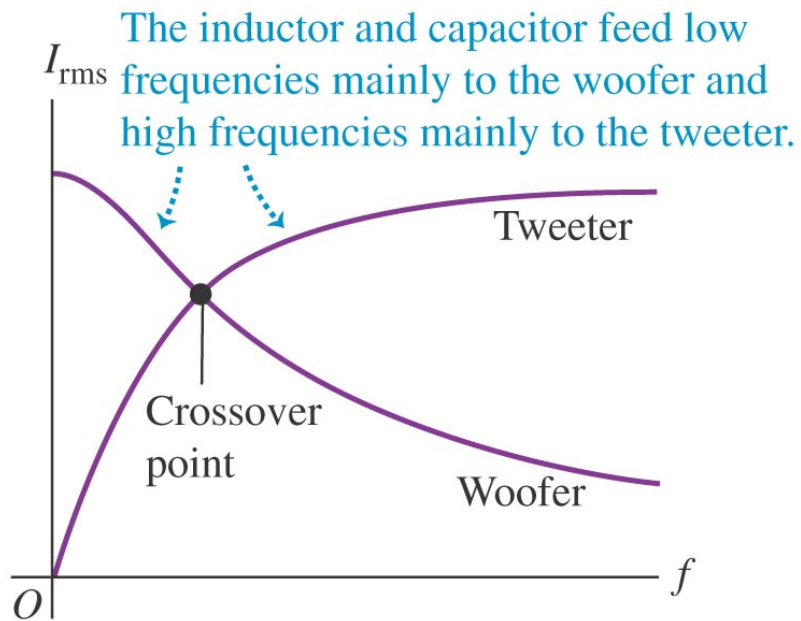 The inductor and capacitor feed low
I_rms frequencies mainly to the woofer and
high frequencies mainly to the tweeter.
Tweeter
Crossover
point
Woofer
f
O